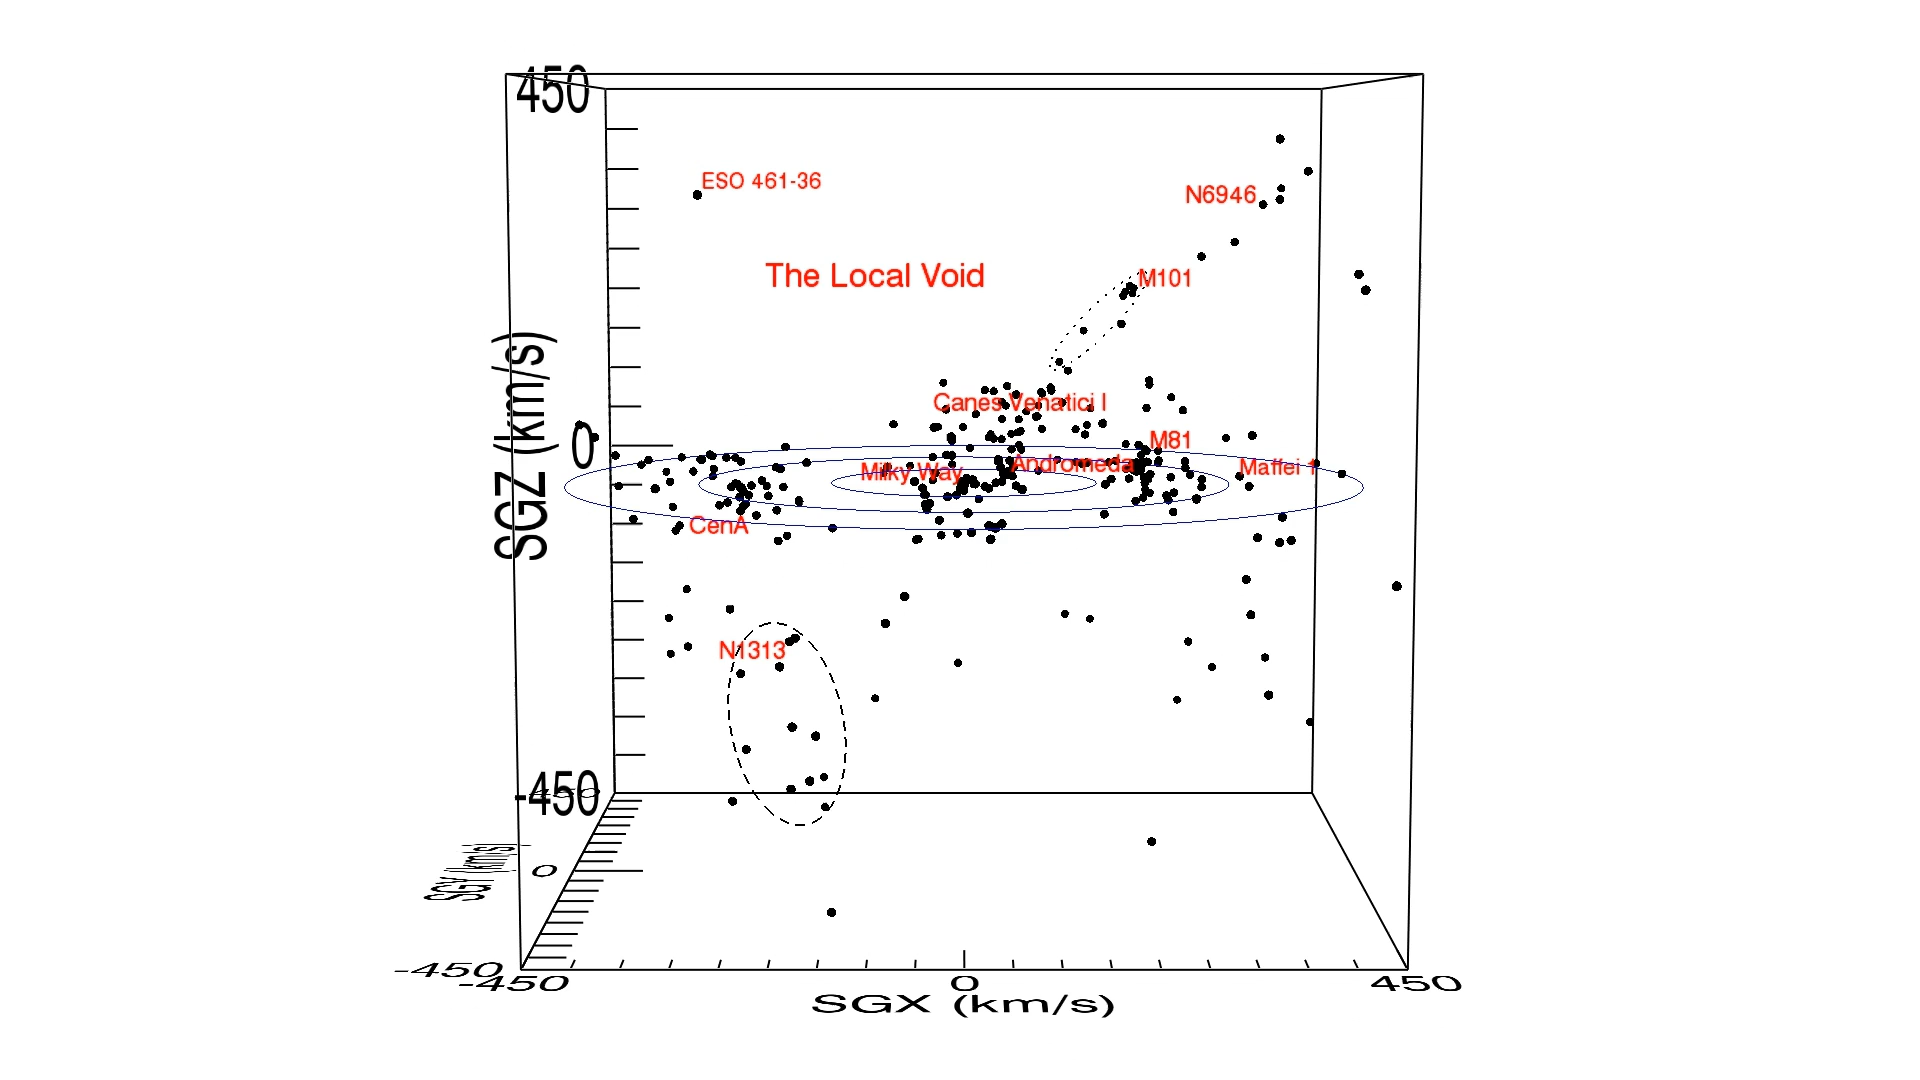 450
ESO 461-36
N6946
The Local Void
M101
Canes Venatici I
SGZ (km/s)
0
M81
Milky Way
Andromeda
Maffei 1
CenA
N1313
-450
450
SGY (km/s)
0
-450
-450
0
450
SGX (km/s)